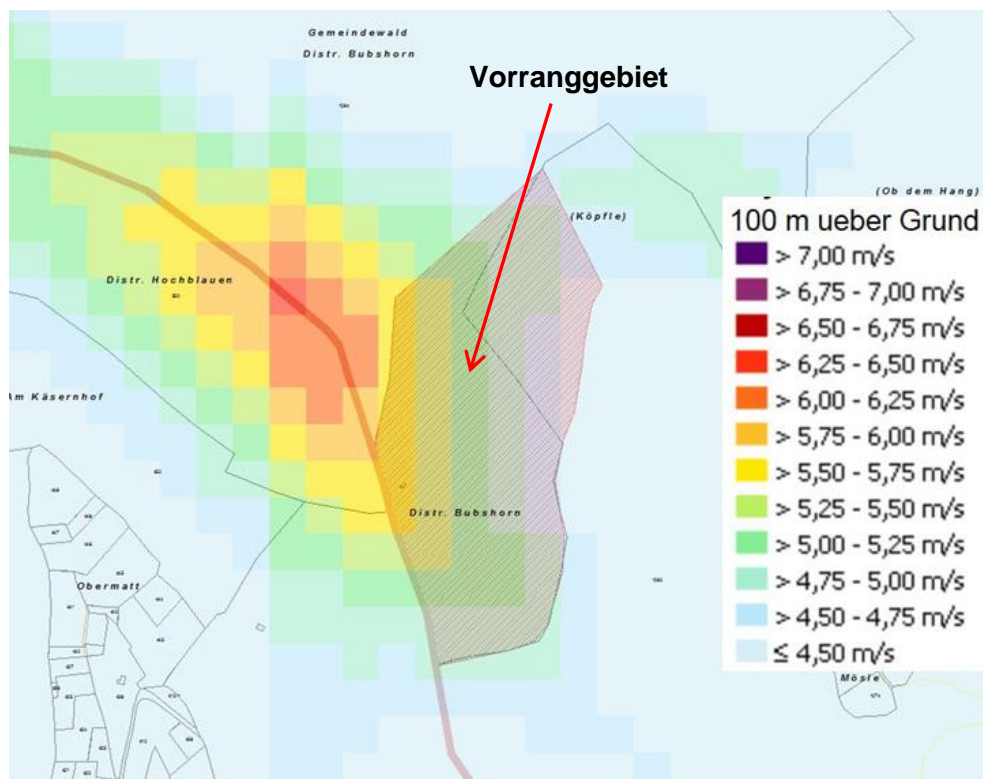 Gemeindewald
Distr. Bubshorn
Vorranggebiet
(Ob dem Hang)
(Köpfle)
100 m ueber Grund
> 7,00 m/s
> 6,75 - 7,00 m/s
> 6,50 - 6,75 m/s
> 6,25 - 6,50 m/s
> 6,00 - 6,25 m/s
> 5,75 - 6,00 m/s
> 5,50 - 5,75 m/s
> 5,25 - 5,50 m/s
> 5,00 - 5,25 m/s
> 4,75 - 5,00 m/s
> 4,50 - 4,75 m/s
≤ 4,50 m/s
Distr. Hochblauen
Am Käsernhof
Distr. Bubshorn
Obermatt
Mösle